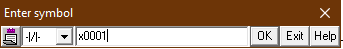 Enter symbol
-|/|- x0001 OK Exit Help